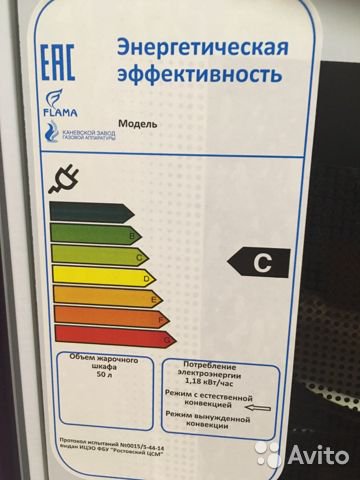 ЕАС
Энергетическая
эффективность
FLAMA
КАНЕВСКОЙ ЗАВОД
ГАЗОВОЙ АППАРАТУРЫ
Модель
B
C
D
E
F
G
C
Объем жарочного
шкафа
50 л
Потребление
электроэнергии
1,18 кВт/час
Режим с естественной
конвекцией
Режим вынужденной
конвекции
Протокол испытаний №0015/5-44-14
выдан ИЦЭО ФБУ "Ростовский ЦСМ"
Avito